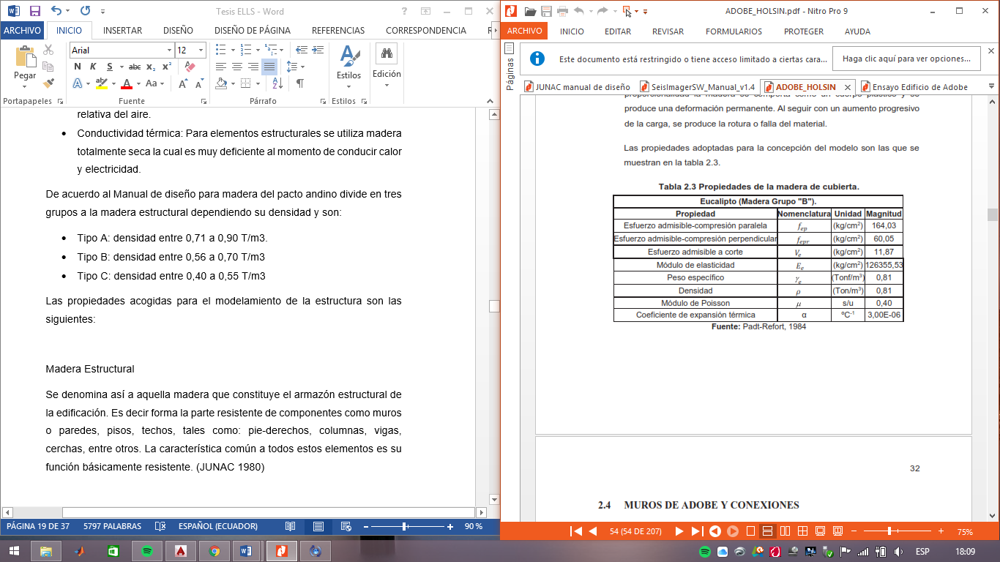 Tesis ELLS - Word
ARCHIVO INICIO INSERTAR DISEÑO DISEÑO DE PÁGINA REFERENCIAS CORRESPONDENCIA
Arial 12
Pegar
N K S abc x₂ x²
Aa A A
Estilos Edición
Portapapeles Fuente Párrafo Estilos
relativa del aire.
• Conductividad térmica: Para elementos estructurales se utiliza madera
totalmente seca la cual es muy deficiente al momento de conducir calor
y electricidad.
De acuerdo al Manual de diseño para madera del pacto andino divide en tres
grupos a la madera estructural dependiendo su densidad y son:
• Tipo A: densidad entre 0,71 a 0,90 T/m3.
• Tipo B: densidad entre 0,56 a 0,70 T/m3
• Tipo C: densidad entre 0,40 a 0,55 T/m3
Las propiedades acogidas para el modelamiento de la estructura son las
siguientes:
Madera Estructural
Se denomina así a aquella madera que constituye el armazón estructural de
la edificación. Es decir forma la parte resistente de componentes como muros
o paredes, pisos, techos, tales como: pie-derechos, columnas, vigas,
cerchas, entre otros. La característica común a todos estos elementos es su
función básicamente resistente. (JUNAC 1980)
PÁGINA 19 DE 37 5797 PALABRAS ESPAÑOL (ECUADOR) 90 %
ADOBE_HOLSIN.pdf - Nitro Pro 9
ARCHIVO INICIO EDITAR REVISAR FORMULARIOS PROTEGER AYUDA
Páginas
Este documento está restringido o tiene acceso limitado a ciertas cara... Haga clic aquí para ver opciones...
JUNAC manual de diseño SeisImagerSW_Manual_v1.4 ADOBE_HOLSIN Ensayo Edificio de Adobe
proporcionalidad la madera se comporta como un cuerpo plástico y se
produce una deformación permanente. Al seguir con un aumento progresivo
de la carga, se produce la rotura o falla del material.
Las propiedades adoptadas para la concepción del modelo son las que se
muestran en la tabla 2.3.
Tabla 2.3 Propiedades de la madera de cubierta.
Eucalipto (Madera Grupo "B").
Propiedad Nomenclatura Unidad Magnitud
Esfuerzo admisible-compresión paralela f_ep (kg/cm²) 164,03
Esfuerzo admisible-compresión perpendicular f_epr (kg/cm²) 60,05
Esfuerzo admisible a corte V_e (kg/cm²) 11,87
Módulo de elasticidad E_e (kg/cm²) 126355,53
Peso específico γ_e (Tonf/m³) 0,81
Densidad ρ (Ton/m³) 0,81
Módulo de Poisson μ s/u 0,40
Coeficiente de expansión térmica α ºC⁻¹ 3,00E-06
Fuente: Padt-Refort, 1984
32
2.4 MUROS DE ADOBE Y CONEXIONES
54 (54 DE 207) 75%
ESP 18:09